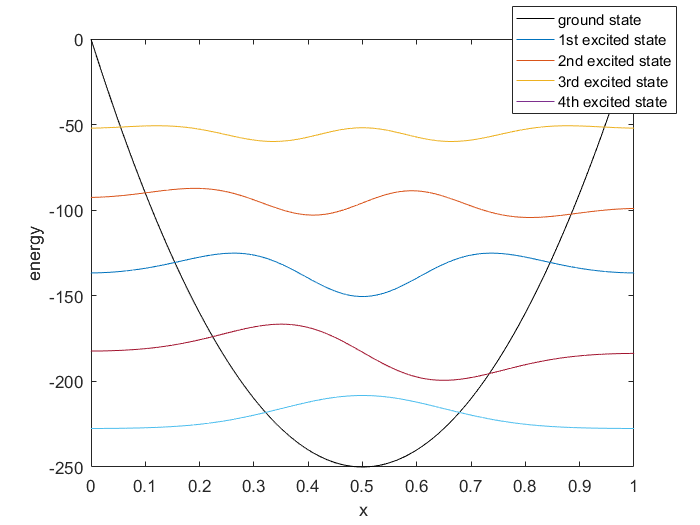 ground state
1st excited state
2nd excited state
3rd excited state
4th excited state
0
-50
-100
-150
-200
-250
energy
0 0.1 0.2 0.3 0.4 0.5 0.6 0.7 0.8 0.9 1
x